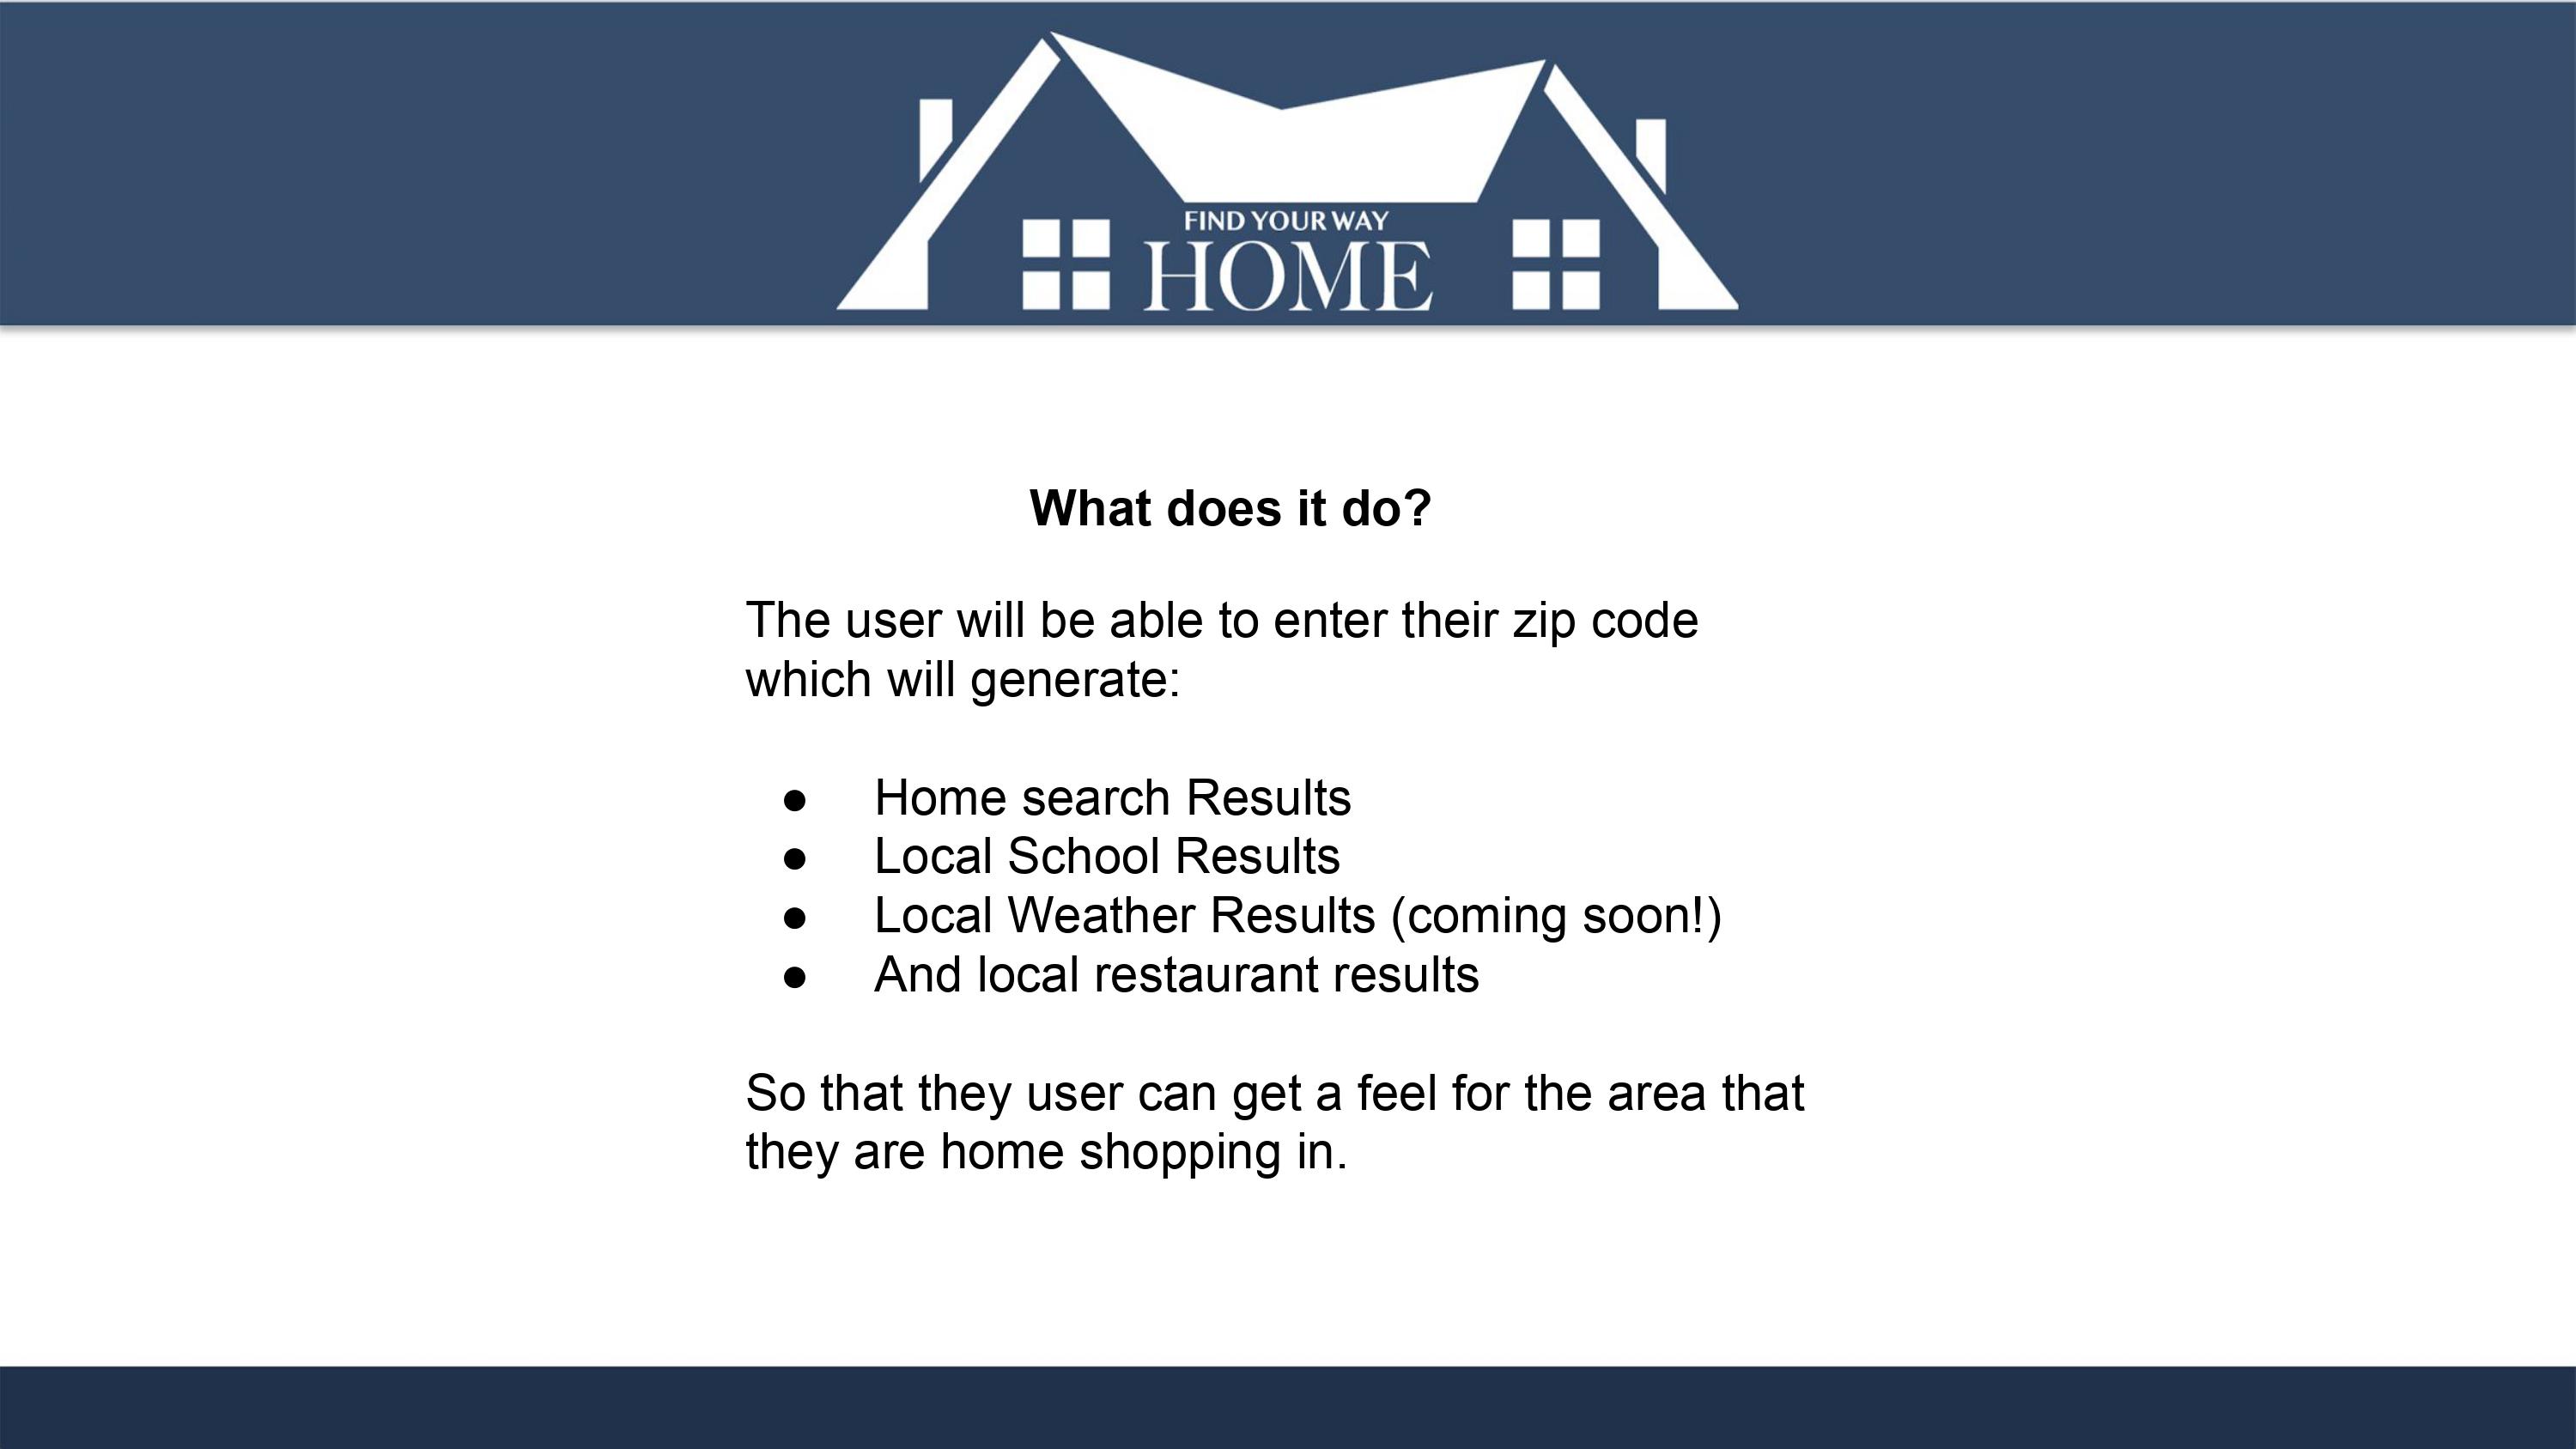 FIND YOUR WAY
HOME
What does it do?
The user will be able to enter their zip code
which will generate:
● Home search Results
● Local School Results
● Local Weather Results (coming soon!)
● And local restaurant results
So that they user can get a feel for the area that
they are home shopping in.